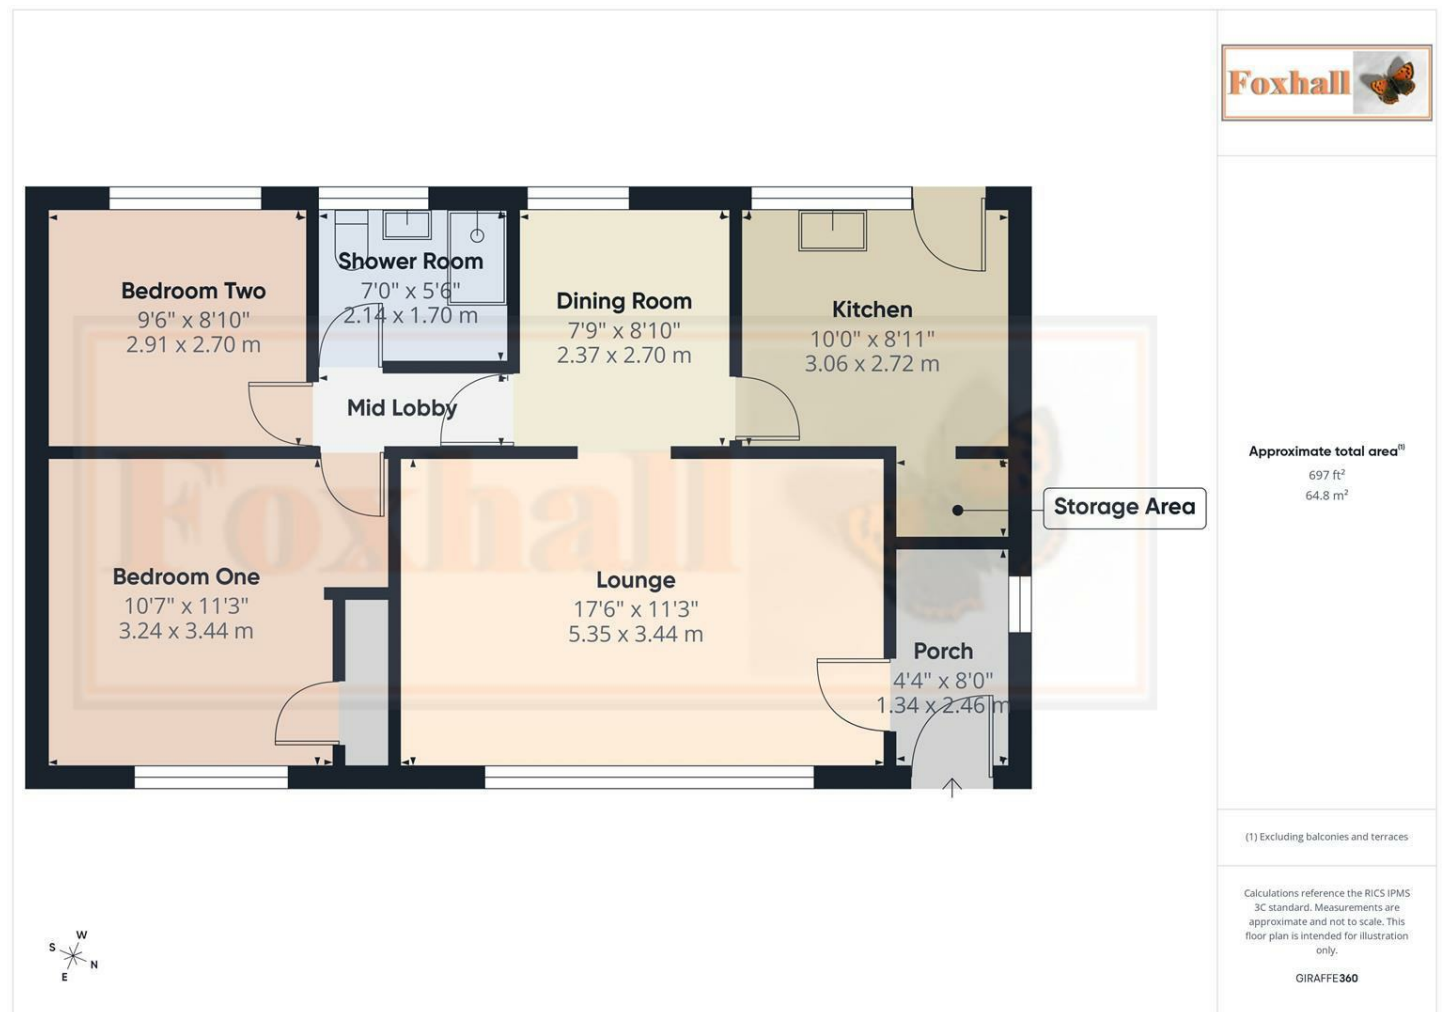 Foxhall
Bedroom Two
9'6" x 8'10"
2.91 x 2.70 m
Shower Room
7'0" x 5'6"
2.14 x 1.70 m
Dining Room
7'9" x 8'10"
2.37 x 2.70 m
Kitchen
10'0" x 8'11"
3.06 x 2.72 m
Mid Lobby
Foxhall
Storage Area
Bedroom One
10'7" x 11'3"
3.24 x 3.44 m
Lounge
17'6" x 11'3"
5.35 x 3.44 m
Porch
4'4" x 8'0"
1.34 x 2.46 m
Approximate total area⁽¹⁾
697 ft²
64.8 m²
(1) Excluding balconies and terraces
Calculations reference the RICS IPMS
3C standard. Measurements are
approximate and not to scale. This
floor plan is intended for illustration
only.
GIRAFFE360
W
S
N
E